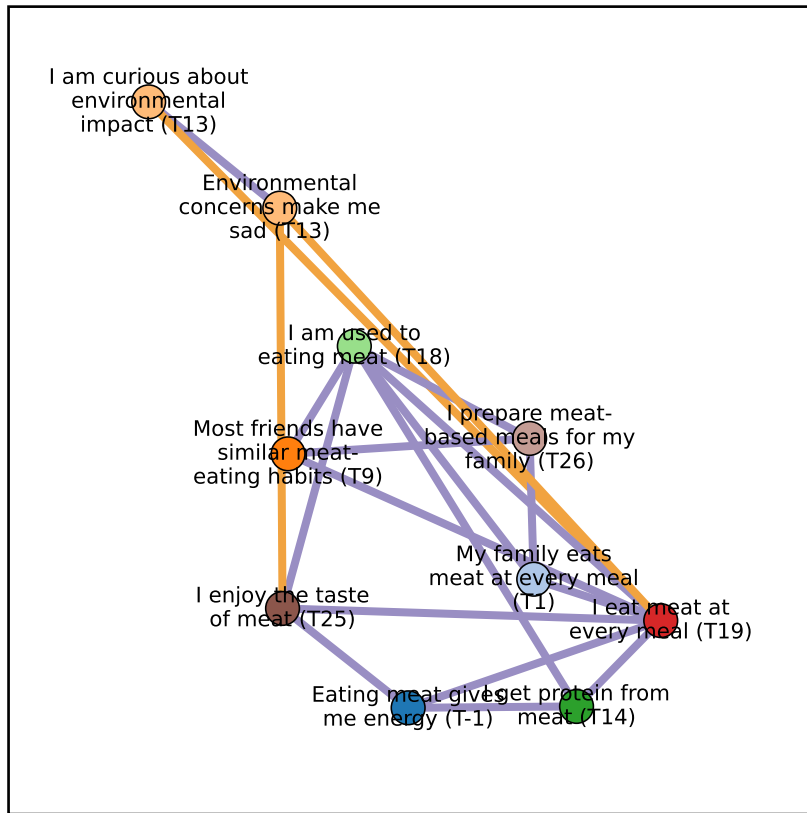 I am curious about
environmental
impact (T13)
Environmental
concerns make me
sad (T13)
I am used to
eating meat (T18)
I prepare meat-
based meals for my
family (T26)
Most friends have
similar meat-
eating habits (T9)
My family eats
meat at every meal
(T1)
I enjoy the taste
of meat (T25)
I eat meat at
every meal (T19)
Eating meat gives
me energy (T-1)
I get protein from
meat (T14)